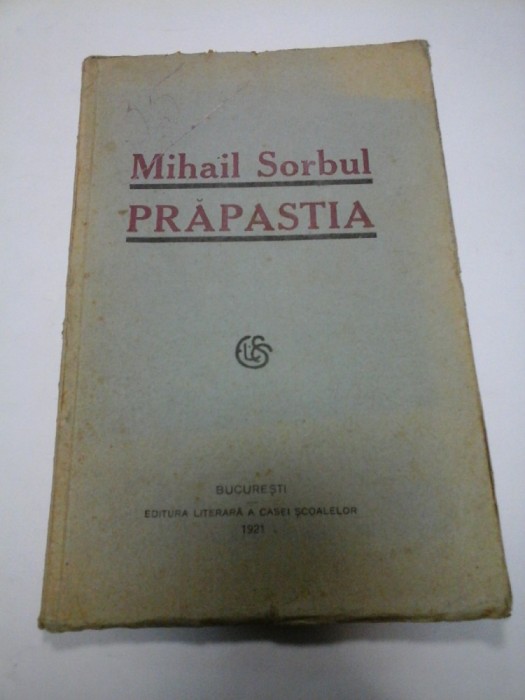 Mihail Sorbul
PRĂPASTIA
BUCUREȘTI
EDITURA LITERARĂ A CASEI ȘCOALELOR
1921